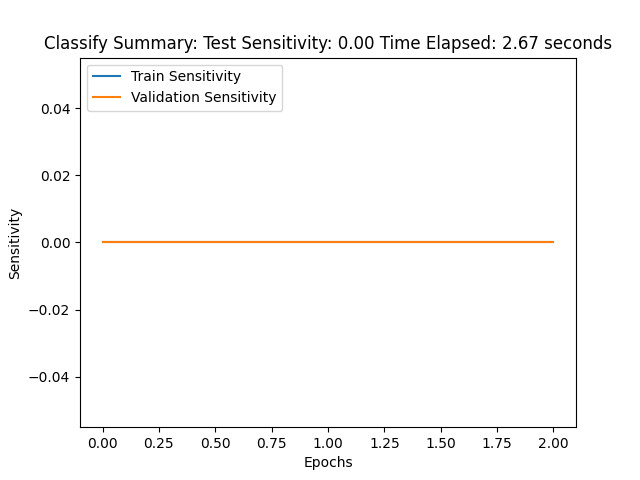 Classify Summary: Test Sensitivity: 0.00 Time Elapsed: 2.67 seconds
Train Sensitivity
Validation Sensitivity
0.04
0.02
0.00
−0.02
−0.04
Sensitivity
0.00 0.25 0.50 0.75 1.00 1.25 1.50 1.75 2.00
Epochs